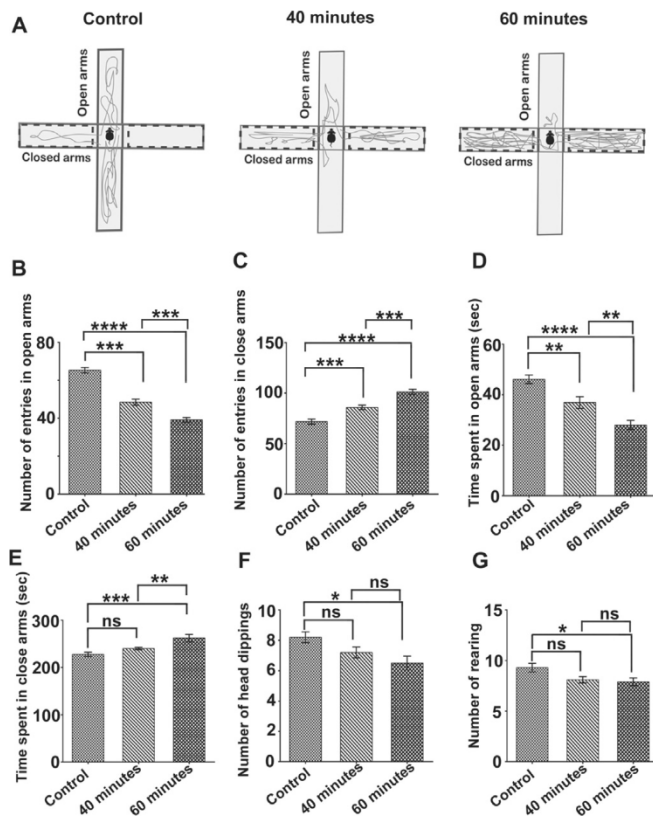 A
Control
40 minutes
60 minutes
Open arms
Closed arms
Open arms
Closed arms
Open arms
Closed arms
B
Number of entries in open arms
80
60
40
20
0
****
***
***
Control
40 minutes
60 minutes
C
Number of entries in close arms
150
100
50
0
***
****
***
Control
40 minutes
60 minutes
D
Time spent in open arms (sec)
60
40
20
0
**
****
**
Control
40 minutes
60 minutes
E
Time spent in close arms (sec)
300
200
100
0
**
***
ns
Control
40 minutes
60 minutes
F
Number of head dippings
10
8
6
4
2
0
ns
*
ns
Control
40 minutes
60 minutes
G
Number of rearing
15
10
5
0
ns
*
ns
Control
40 minutes
60 minutes